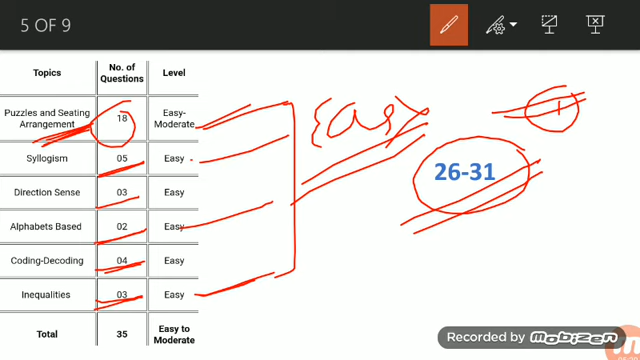 5 OF 9
Topics No. of Questions Level
Puzzles and Seating Arrangement 18 Easy-Moderate
Syllogism 05 Easy
Direction Sense 03 Easy
Alphabets Based 02 Easy
Coding-Decoding 04 Easy
Inequalities 03 Easy
Total 35 Easy to Moderate
Easy
26-31
RECORDED BY
MOBIZEN